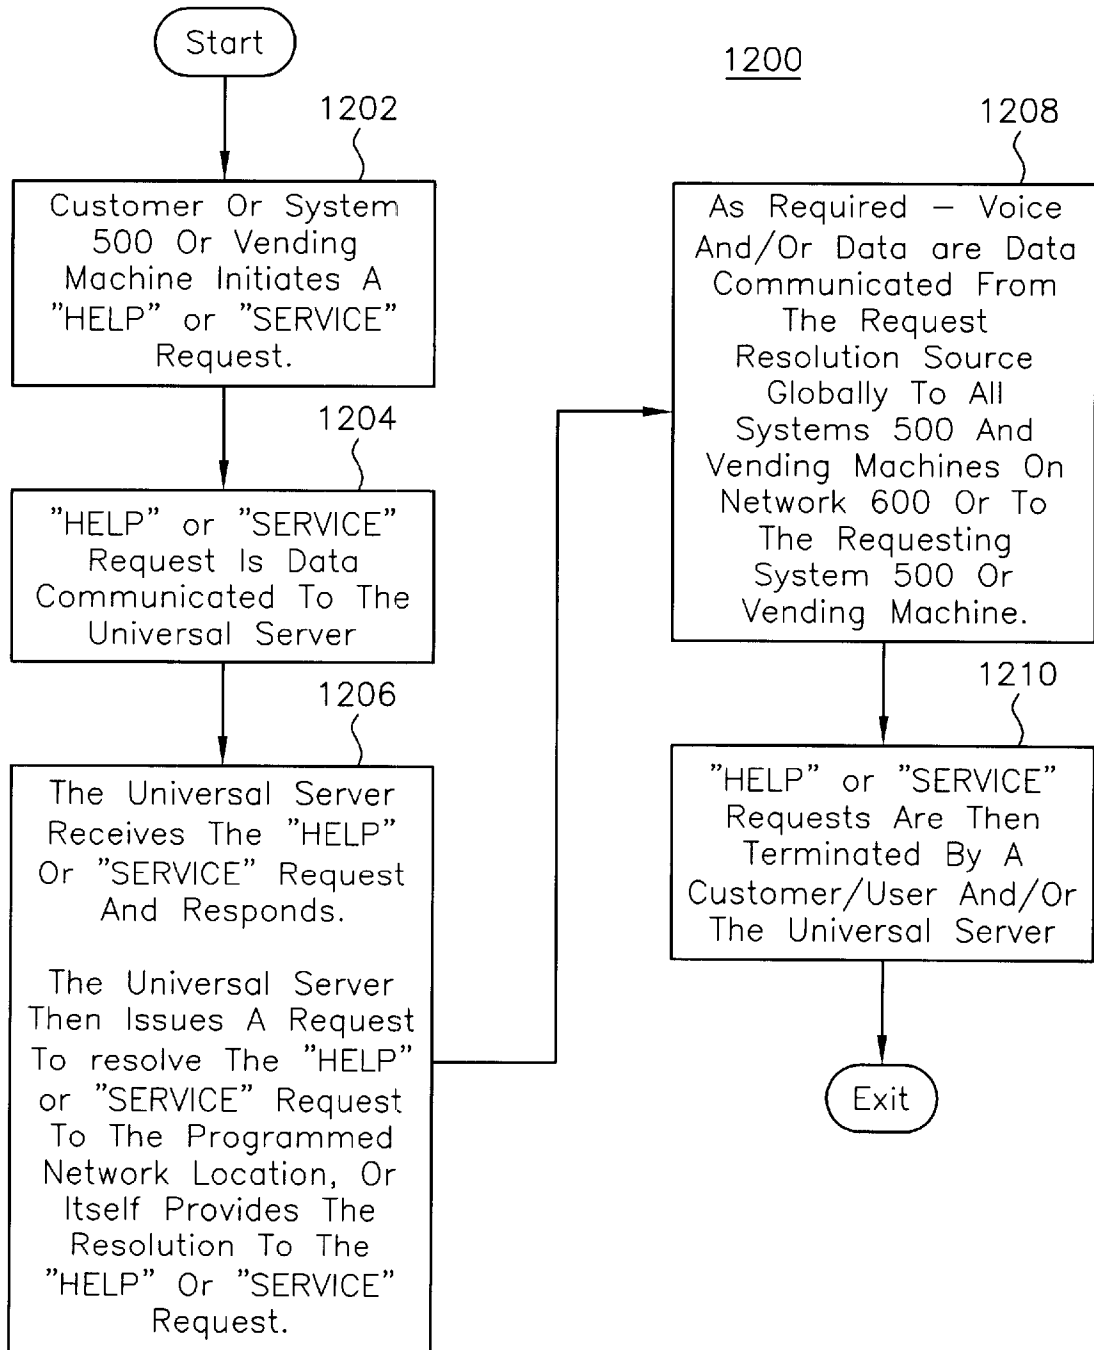 Start
1202
Customer Or System
500 Or Vending
Machine Initiates A
"HELP" or "SERVICE"
Request.
1204
"HELP" or "SERVICE"
Request Is Data
Communicated To The
Universal Server
1206
The Universal Server
Receives The "HELP"
Or "SERVICE" Request
And Responds.
The Universal Server
Then Issues A Request
To resolve The "HELP"
or "SERVICE" Request
To The Programmed
Network Location, Or
Itself Provides The
Resolution To The
"HELP" Or "SERVICE"
Request.
1200
1208
As Required – Voice
And/Or Data are Data
Communicated From
The Request
Resolution Source
Globally To All
Systems 500 And
Vending Machines On
Network 600 Or To
The Requesting
System 500 Or
Vending Machine.
1210
"HELP" or "SERVICE"
Requests Are Then
Terminated By A
Customer/User And/Or
The Universal Server
Exit